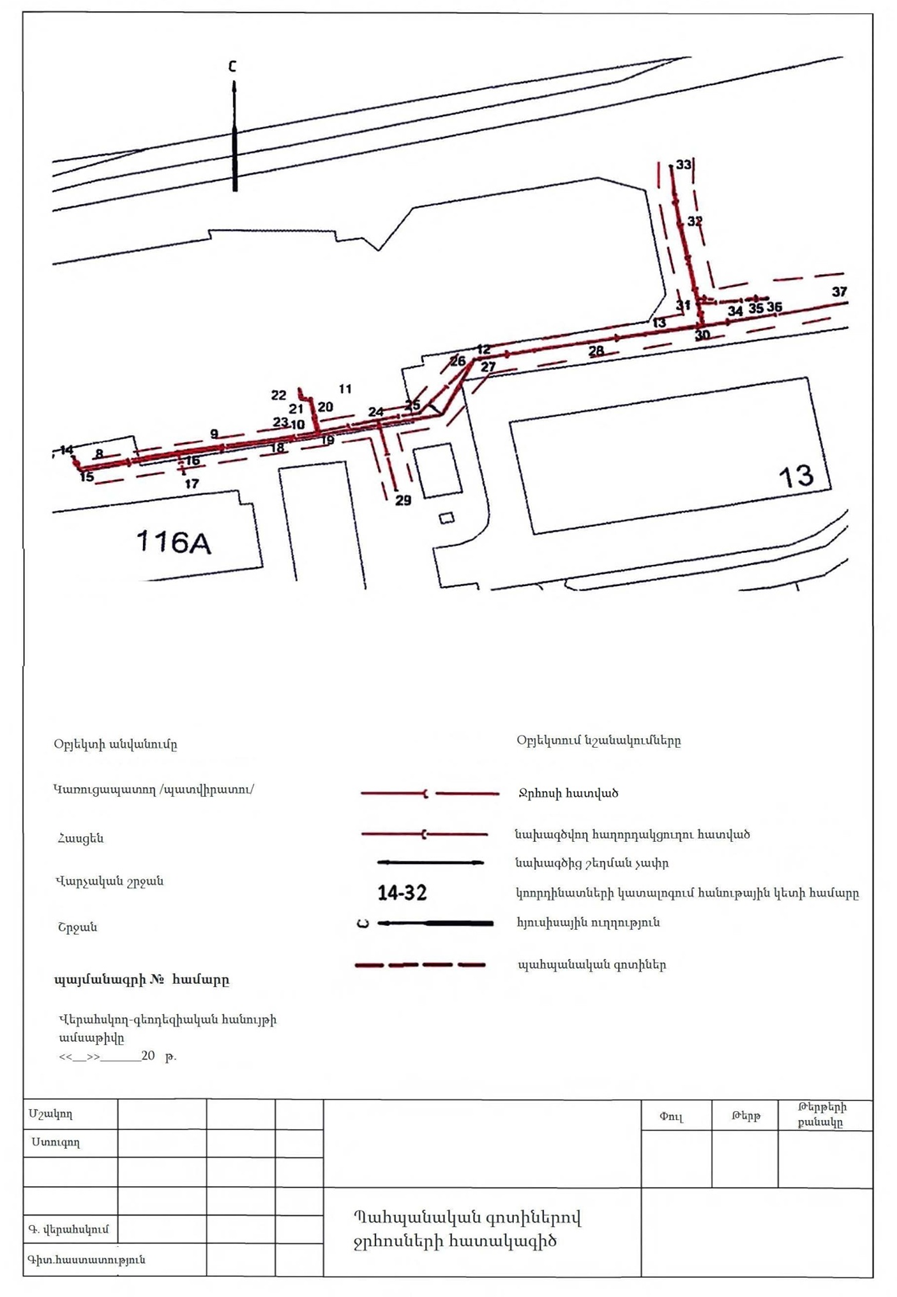 С
33
32
31
34
35
36
37
30
13
28
12
26
27
11
22
21
20
23
10
24
25
19
9
18
14
8
16
15
17
29
13
116A
Օբյեկտի անվանումը
Օբյեկտում նշանակումները
Կառուցապատող /պատվիրատու/
Ջրհոսի հատված
Հասցեն
նախագծվող հաղորդակցուղու հատված
նախագծից շեղման չափր
Վարչական շրջան
14-32
կոորդինատների կատալոգում հանութային կետի համարը
Շրջան
С
հյուսիսային ուղղություն
պահպանական գոտիներ
պայմանագրի № համարը
Վերահսկող-գեոդեզիական հանույթի
ամսաթիվը
<<__>>______20 թ.
Մշակող
Ստուգող
Գ. վերահսկում
Գիտ.հաստատություն
Փուլ
Թերթ
Թերթերի
քանակը
Պահպանական գոտիներով
ջրհոսների հատակագիծ